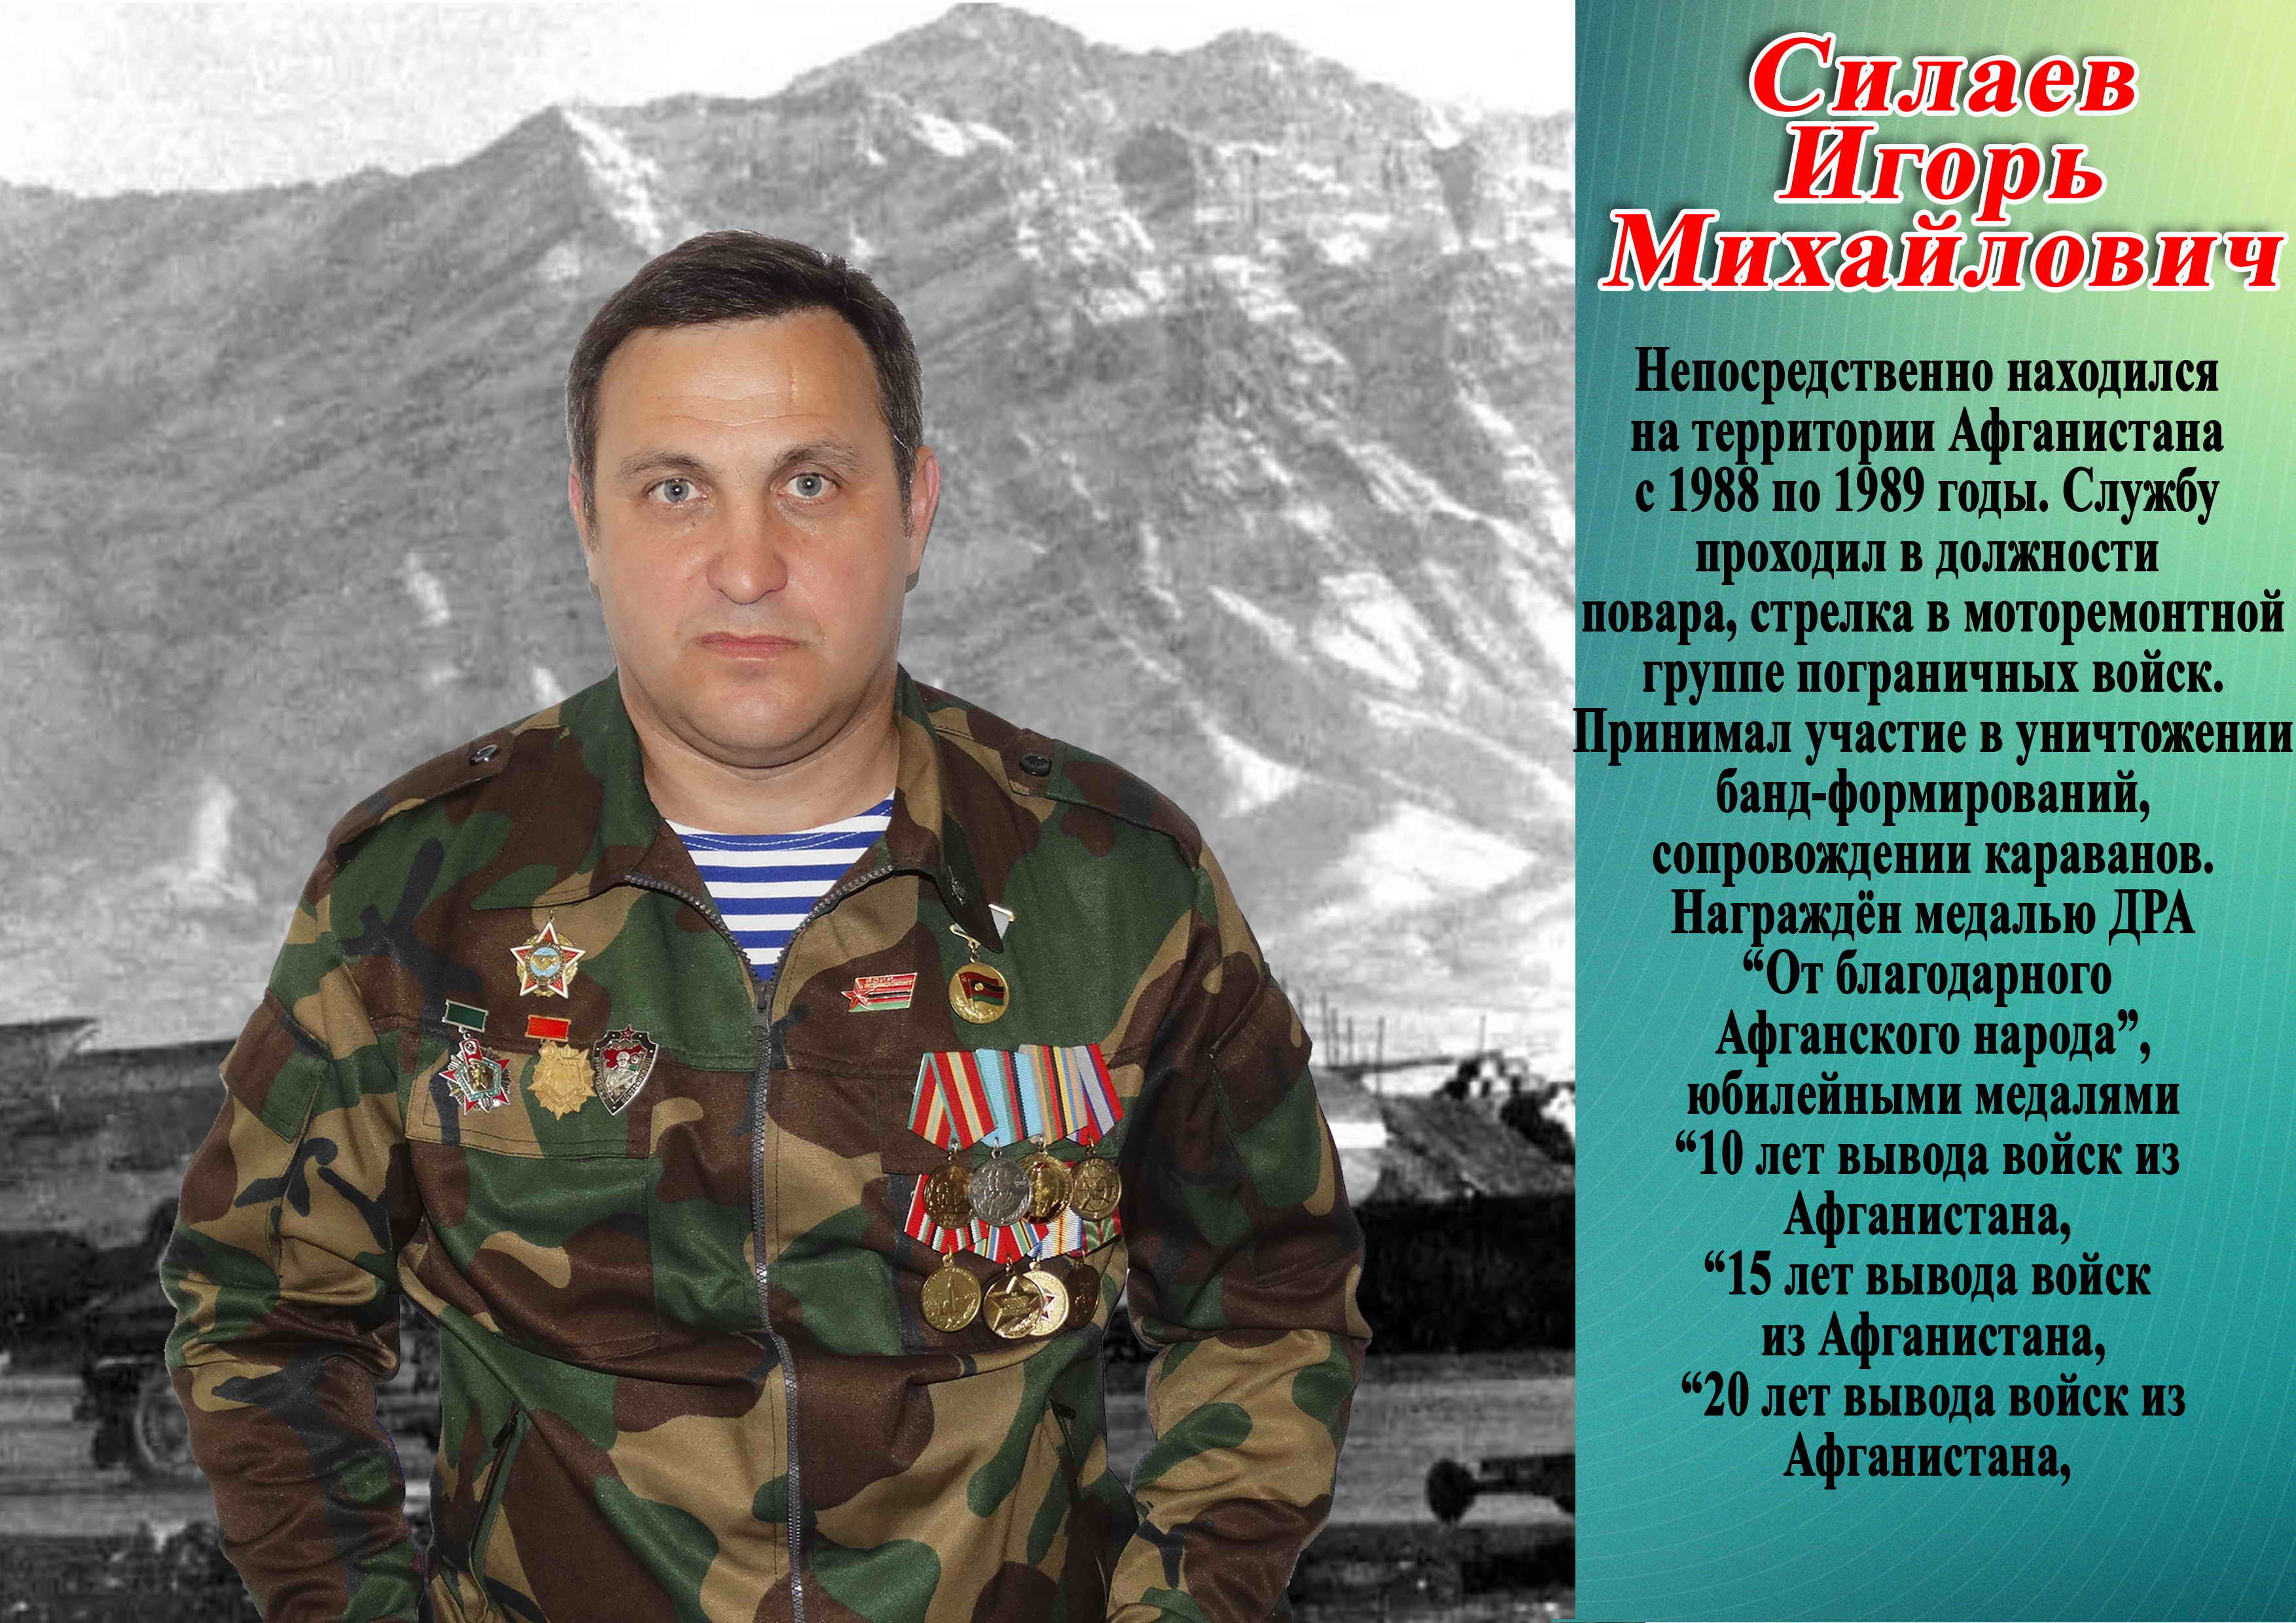 Силаев
Игорь
Михайлович
Непосредственно находился
на территории Афганистана
с 1988 по 1989 годы. Службу
проходил в должности
повара, стрелка в моторемонтной
группе пограничных войск.
Принимал участие в уничтожении
банд-формирований,
сопровождении караванов.
Награждён медалью ДРА
“От благодарного
Афганского народа”,
юбилейными медалями
“10 лет вывода войск из
Афганистана,
“15 лет вывода войск
из Афганистана,
“20 лет вывода войск из
Афганистана,